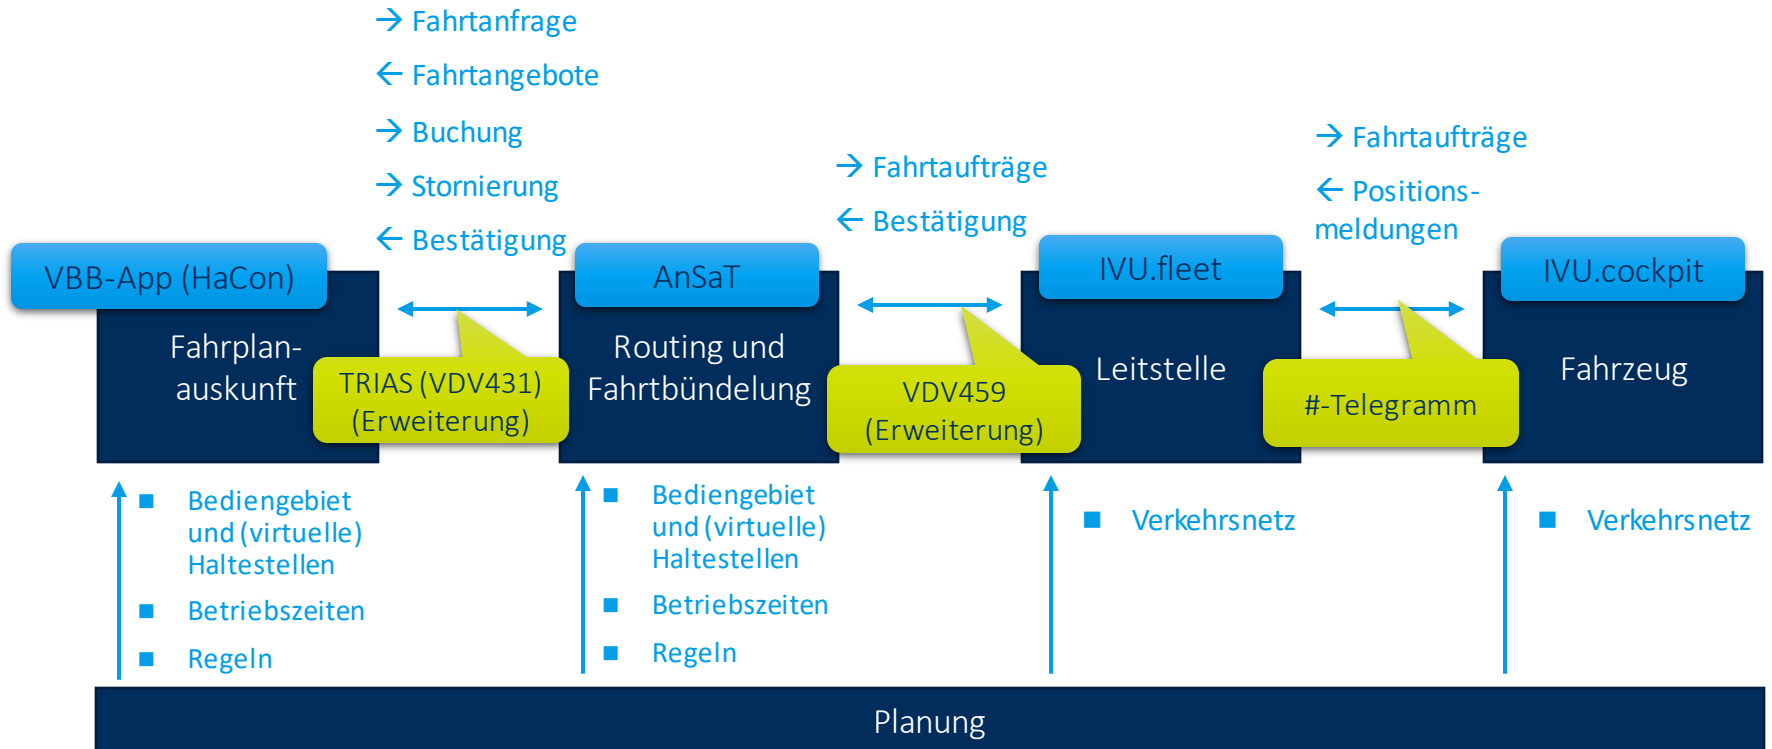 → Fahrtanfrage
← Fahrtangebote
→ Buchung
→ Stornierung
← Bestätigung
→ Fahrtaufträge
← Bestätigung
→ Fahrtaufträge
← Positions-
meldungen
VBB-App (HaCon)
Fahrplan-
auskunft
TRIAS (VDV431)
(Erweiterung)
AnSaT
Routing und
Fahrtbündelung
VDV459
(Erweiterung)
IVU.fleet
Leitstelle
#-Telegramm
IVU.cockpit
Fahrzeug
■ Bediengebiet
und (virtuelle)
Haltestellen
■ Betriebszeiten
■ Regeln
■ Bediengebiet
und (virtuelle)
Haltestellen
■ Betriebszeiten
■ Regeln
■ Verkehrsnetz
■ Verkehrsnetz
Planung